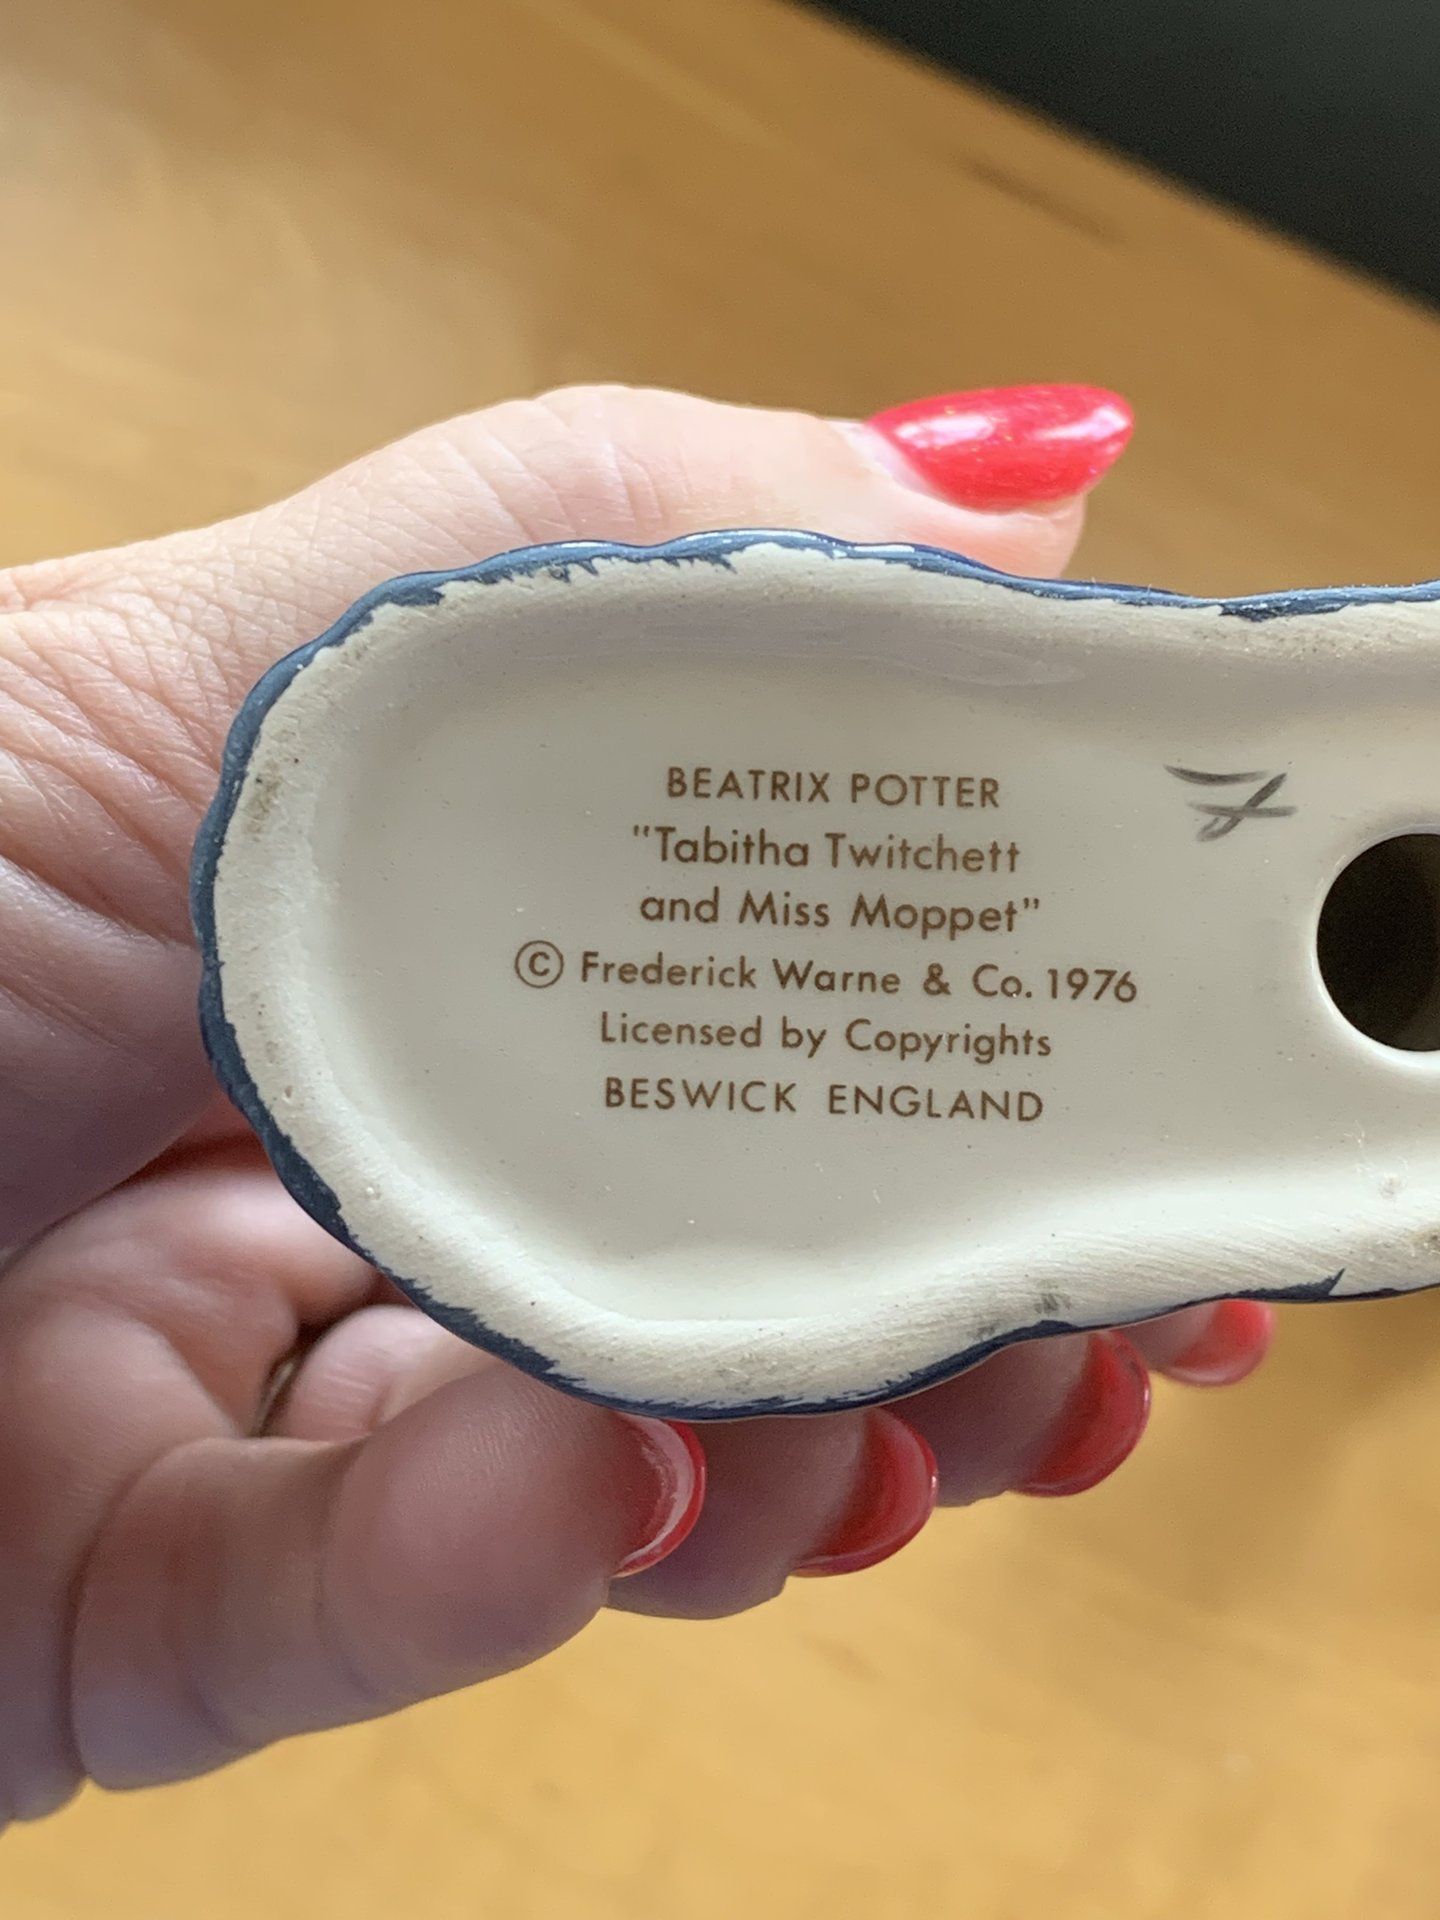 BEATRIX POTTER
"Tabitha Twitchett
and Miss Moppet"
© Frederick Warne & Co. 1976
Licensed by Copyrights
BESWICK ENGLAND